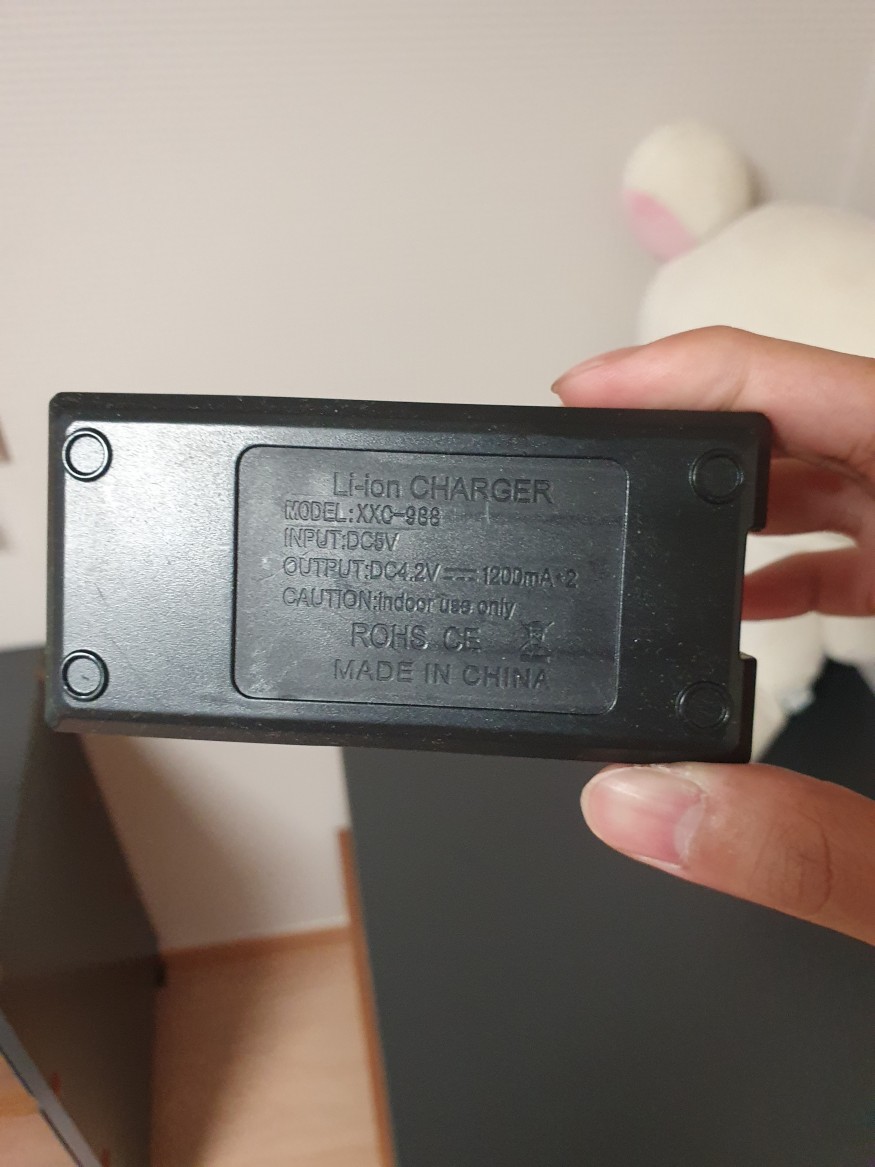 Li-ion CHARGER
MODEL:XXC-988
INPUT:DC5V
OUTPUT:DC4.2V⎓1200mA*2
CAUTION:Indoor use only
ROHS CE
MADE IN CHINA